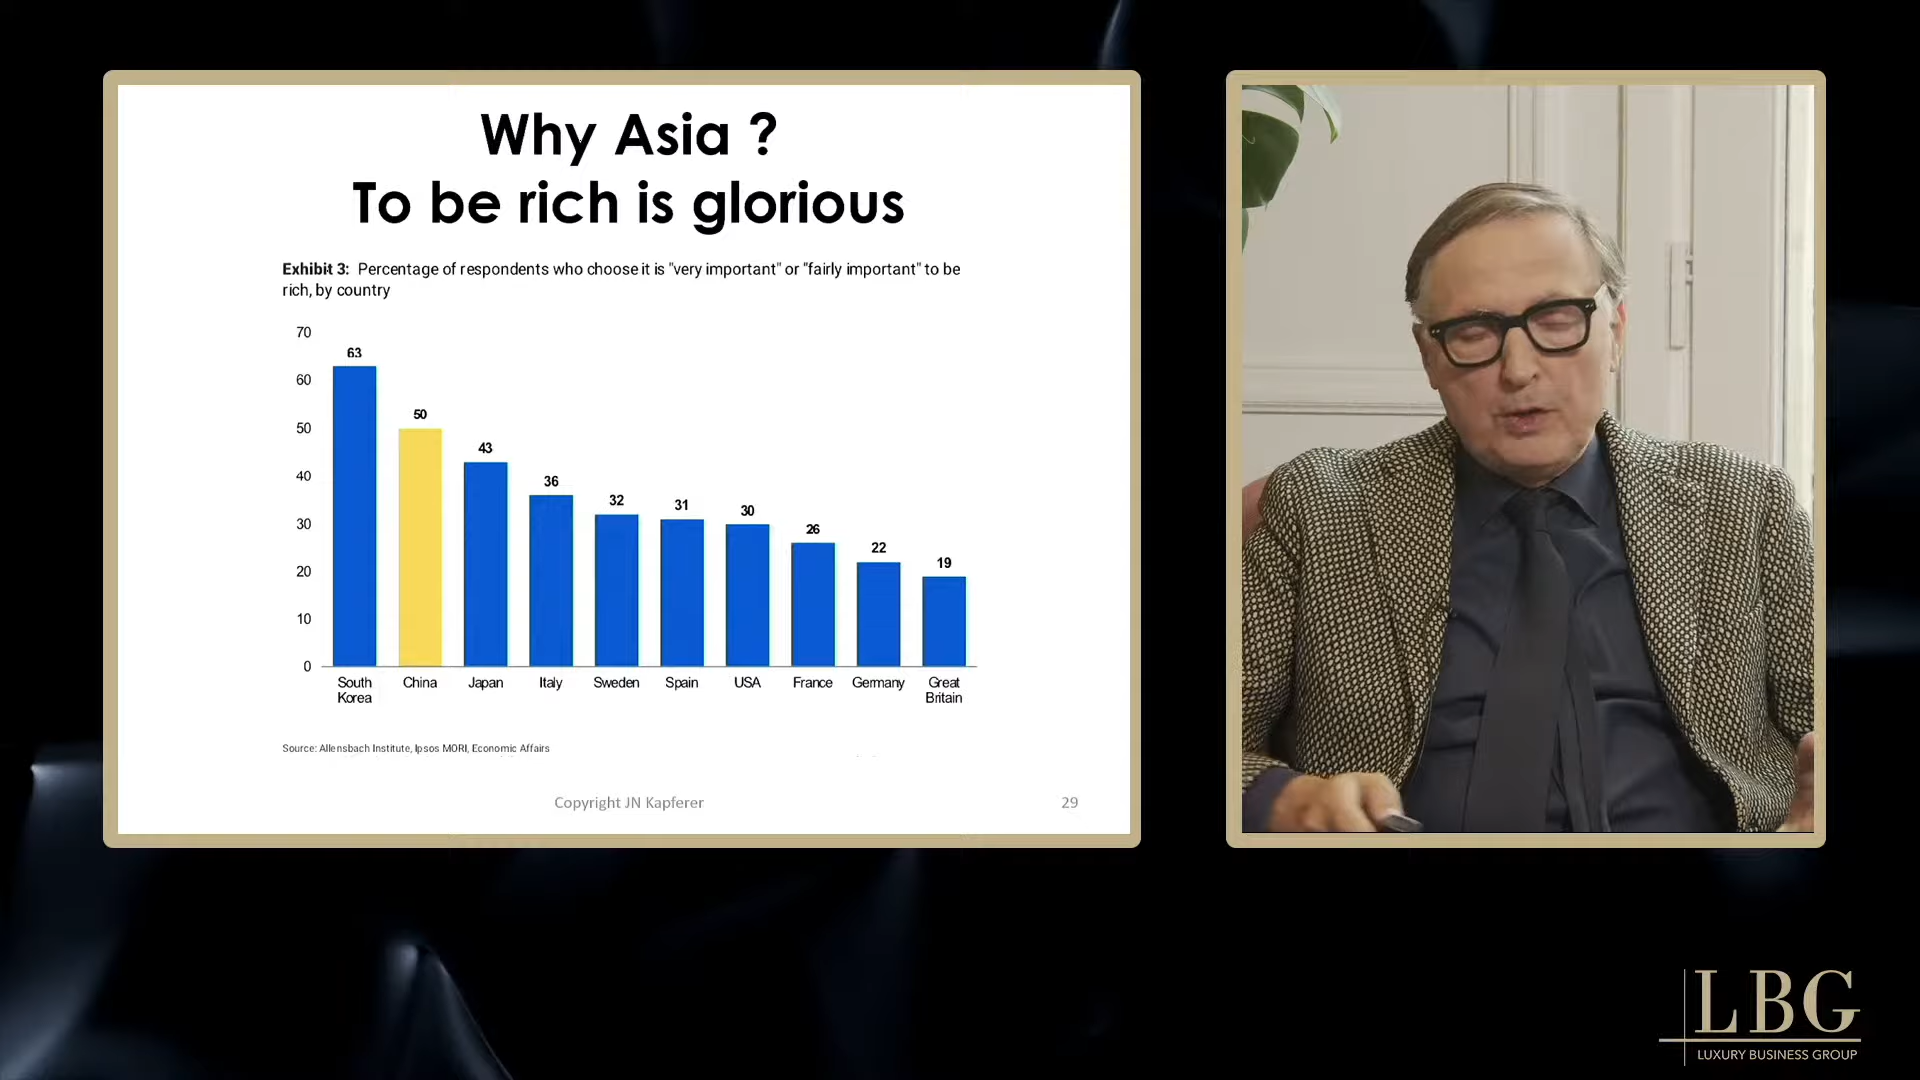 Why Asia ?
To be rich is glorious
Exhibit 3: Percentage of respondents who choose it is "very important" or "fairly important" to be
rich, by country
70
60
50
40
30
20
10
0
63
50
43
36
32
31
30
26
22
19
South
Korea
China
Japan
Italy
Sweden
Spain
USA
France
Germany
Great
Britain
Source: Allensbach Institute, Ipsos MORI, Economic Affairs
Copyright JN Kapferer
29
LBG
LUXURY BUSINESS GROUP